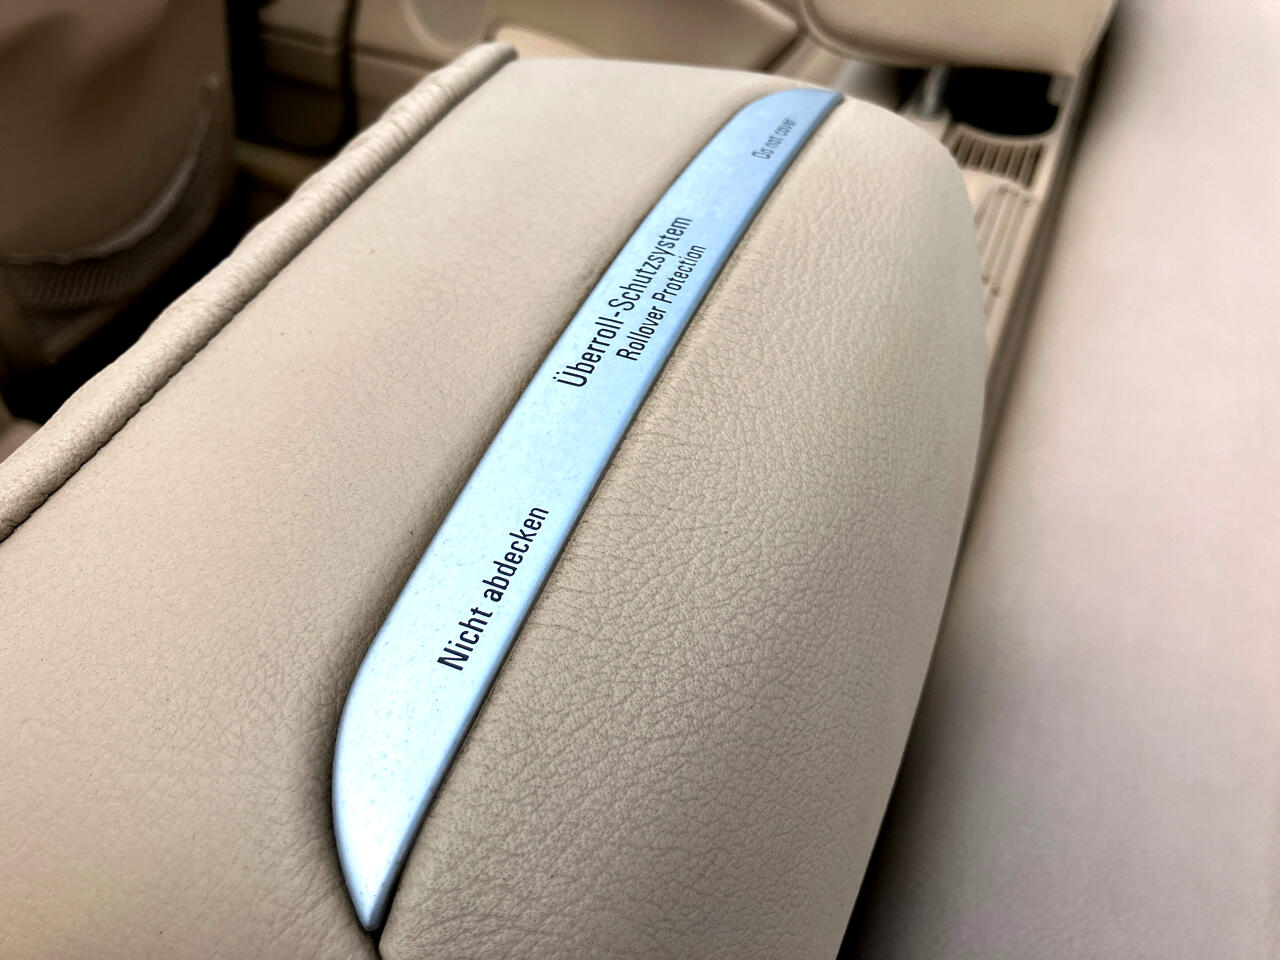 Nicht abdecken
Überroll-Schutzsystem
Rollover Protection
Do not cover